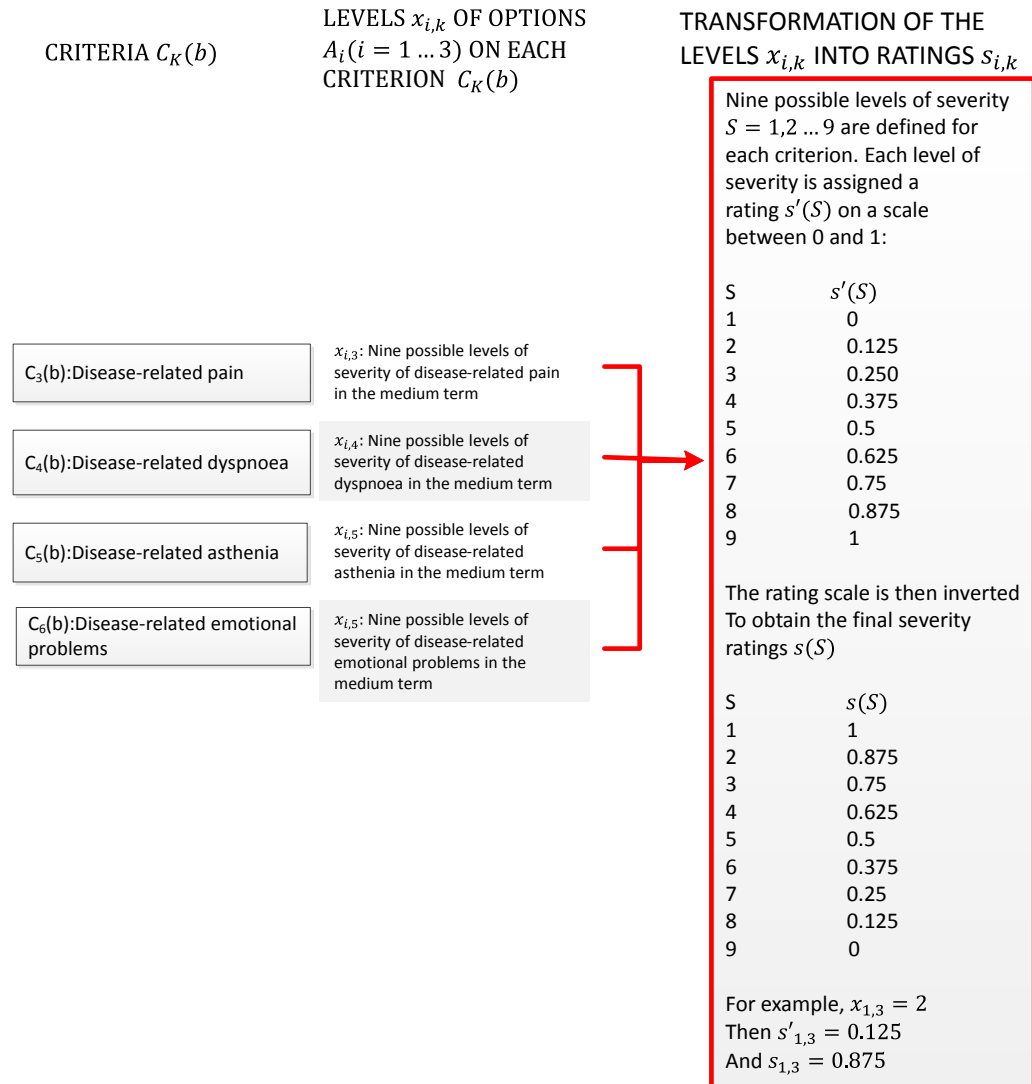 CRITERIA C_K(b)
LEVELS x_{i,k} OF OPTIONS
A_i(i = 1 … 3) ON EACH
CRITERION C_K(b)
TRANSFORMATION OF THE
LEVELS x_{i,k} INTO RATINGS s_{i,k}
C₃(b):Disease-related pain
x_{i,3}: Nine possible levels of
severity of disease-related pain
in the medium term
C₄(b):Disease-related dyspnoea
x_{i,4}: Nine possible levels of
severity of disease-related
dyspnoea in the medium term
C₅(b):Disease-related asthenia
x_{i,5}: Nine possible levels of
severity of disease-related
asthenia in the medium term
C₆(b):Disease-related emotional
problems
x_{i,5}: Nine possible levels of
severity of disease-related
emotional problems in the
medium term
Nine possible levels of severity
S = 1,2 … 9 are defined for
each criterion. Each level of
severity is assigned a
rating s′(S) on a scale
between 0 and 1:
S s′(S)
1 0
2 0.125
3 0.250
4 0.375
5 0.5
6 0.625
7 0.75
8 0.875
9 1
The rating scale is then inverted
To obtain the final severity
ratings s(S)
S s(S)
1 1
2 0.875
3 0.75
4 0.625
5 0.5
6 0.375
7 0.25
8 0.125
9 0
For example, x_{1,3} = 2
Then s′_{1,3} = 0.125
And s_{1,3} = 0.875